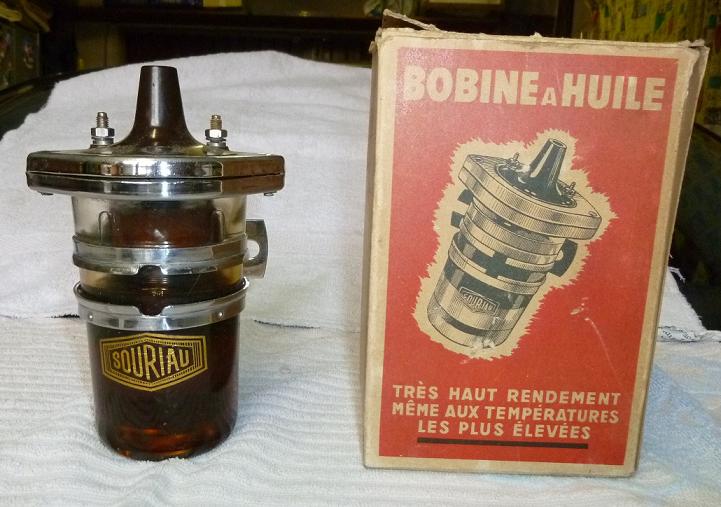 BOBINE A HUILE
SOURIAU
SOURIAU
TRÈS HAUT RENDEMENT
MÊME AUX TEMPÉRATURES
LES PLUS ÉLEVÉES